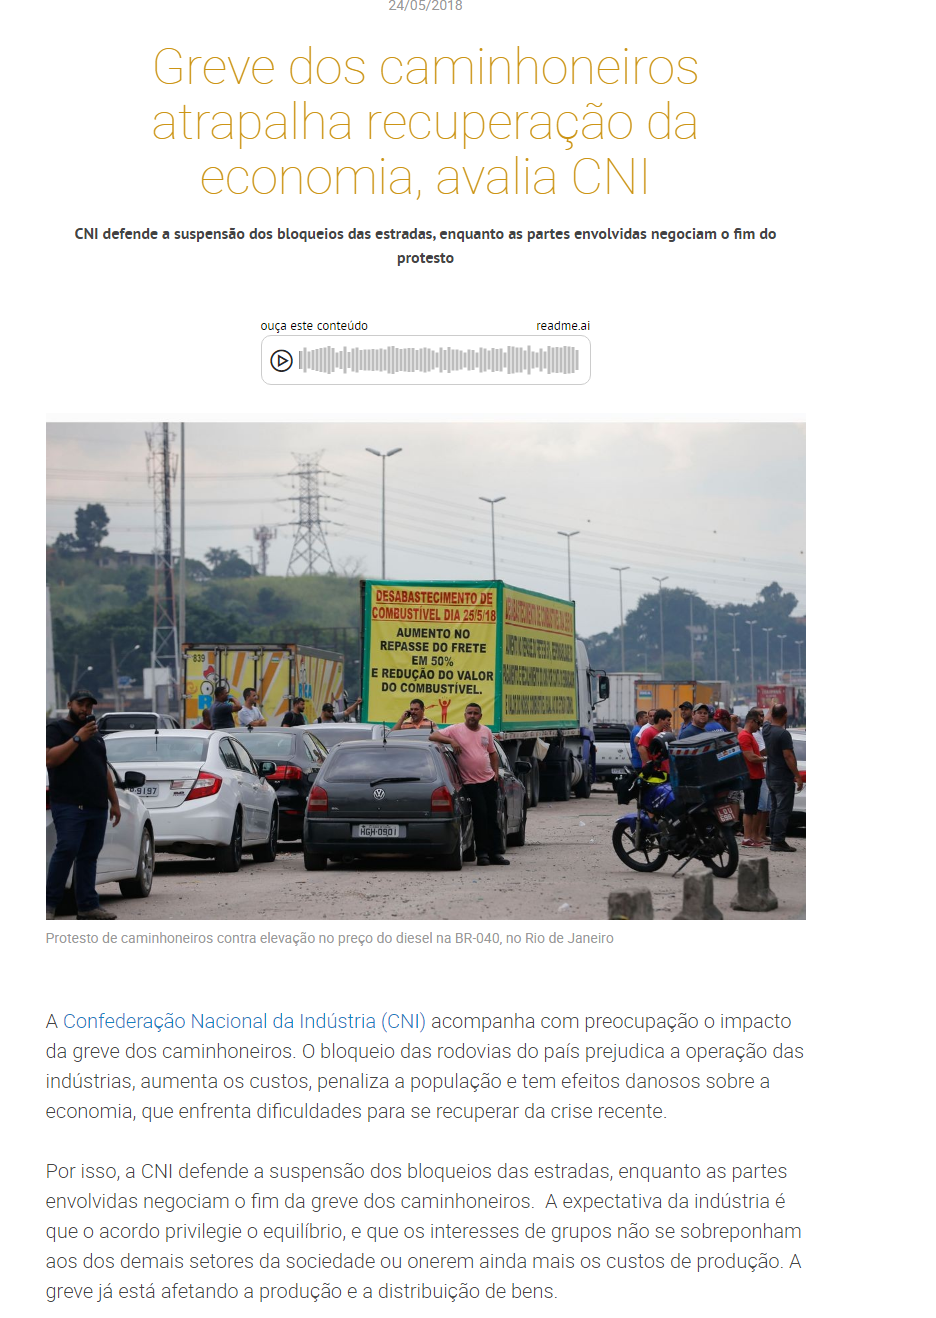 24/05/2018
Greve dos caminhoneiros
atrapalha recuperação da
economia, avalia CNI
CNI defende a suspensão dos bloqueios das estradas, enquanto as partes envolvidas negociam o fim do
protesto
ouça este conteúdo
readme.ai
839
DESABASTECIMENTO DE
COMBUSTÍVEL DIA 25/5/18
AUMENTO NO
REPASSE DO FRETE
EM 50%
E REDUÇÃO DO VALOR
DO COMBUSTÍVEL.
HGH-0901
Protesto de caminhoneiros contra elevação no preço do diesel na BR-040, no Rio de Janeiro
A Confederação Nacional da Indústria (CNI) acompanha com preocupação o impacto
da greve dos caminhoneiros. O bloqueio das rodovias do país prejudica a operação das
indústrias, aumenta os custos, penaliza a população e tem efeitos danosos sobre a
economia, que enfrenta dificuldades para se recuperar da crise recente.
Por isso, a CNI defende a suspensão dos bloqueios das estradas, enquanto as partes
envolvidas negociam o fim da greve dos caminhoneiros.  A expectativa da indústria é
que o acordo privilegie o equilíbrio, e que os interesses de grupos não se sobreponham
aos dos demais setores da sociedade ou onerem ainda mais os custos de produção. A
greve já está afetando a produção e a distribuição de bens.